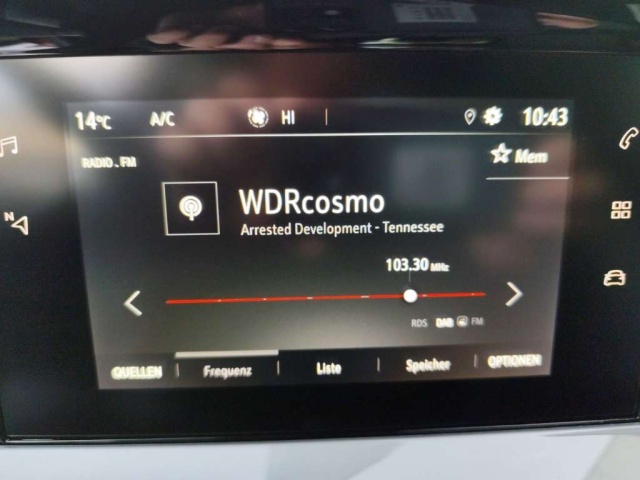 14°C A/C HI 10:43
RADIO . FM
Mem
WDRcosmo
Arrested Development - Tennessee
103.30 MHz
RDS DAB FM
QUELLEN Frequenz Liste Speicher OPTIONEN
N